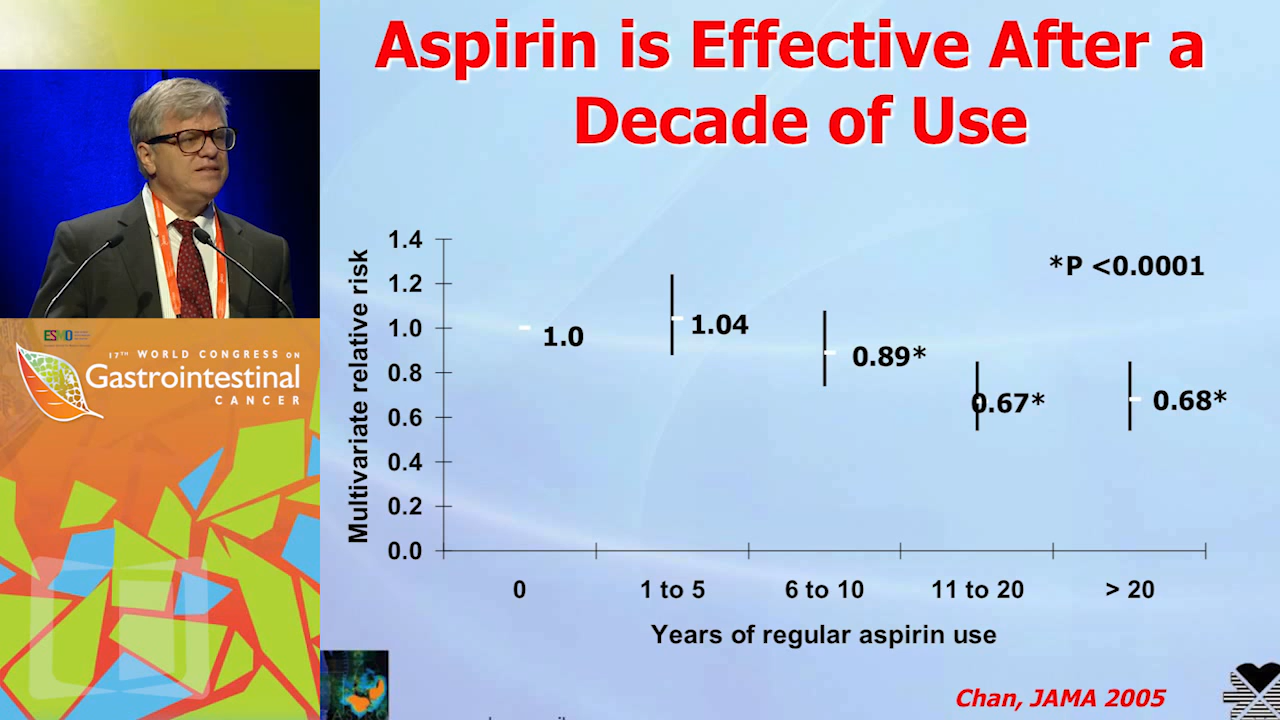 Aspirin is Effective After a
Decade of Use
*P <0.0001
Multivariate relative risk
1.4
1.2
1.0
0.8
0.6
0.4
0.2
0.0
1.0
1.04
0.89*
0.67*
0.68*
0
1 to 5
6 to 10
11 to 20
> 20
Years of regular aspirin use
Chan, JAMA 2005
ESMO
17TH WORLD CONGRESS ON
Gastrointestinal
CANCER